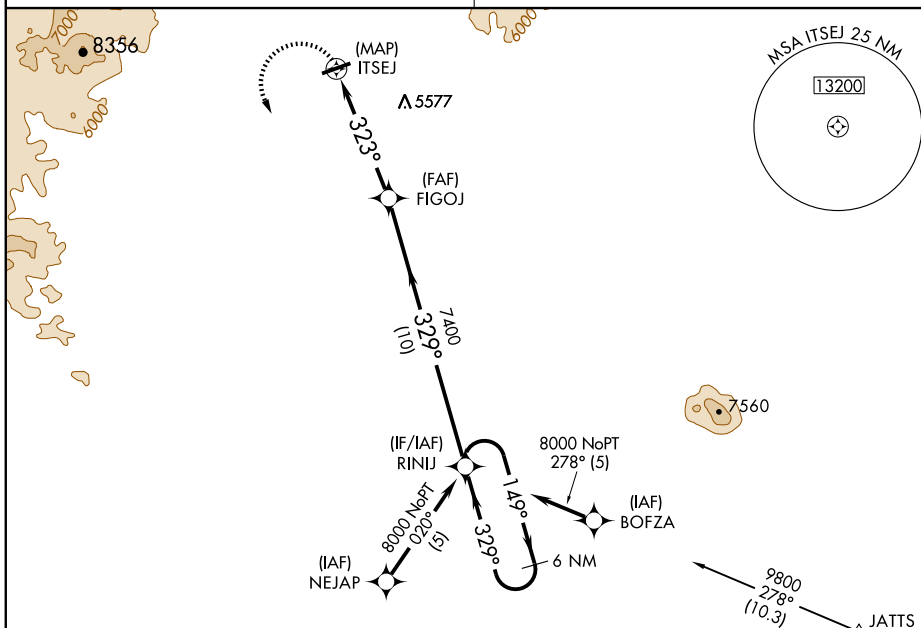 7000
8356
6000
6000
(MAP)
ITSEJ
5577
MSA ITSEJ 25 NM
13200
323°
(FAF)
FIGOJ
7400
329°
(10)
7560
(IF/IAF)
RINIJ
8000 NoPT
278° (5)
149°
329°
6 NM
(IAF)
BOFZA
8000 NoPT
020°
(5)
(IAF)
NEJAP
9800
278°
(10.3)
JATTS